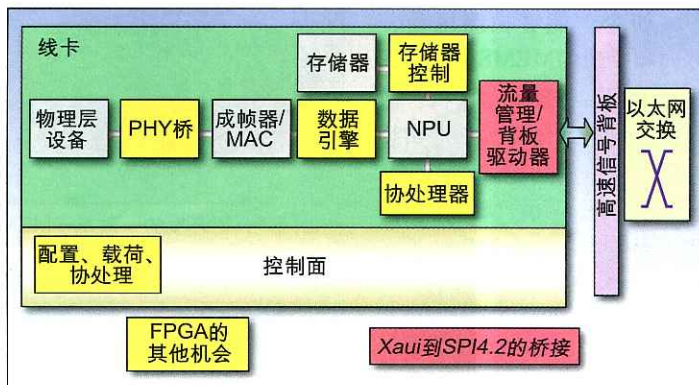 线卡
存储器
存储器
控制
物理层
设备
PHY桥
成帧器/
MAC
数据
引擎
NPU
流量
管理/
背板
驱动器
协处理器
高速信号背板
以太网
交换
配置、载荷、
协处理
控制面
FPGA的
其他机会
Xaui到SPI4.2的桥接